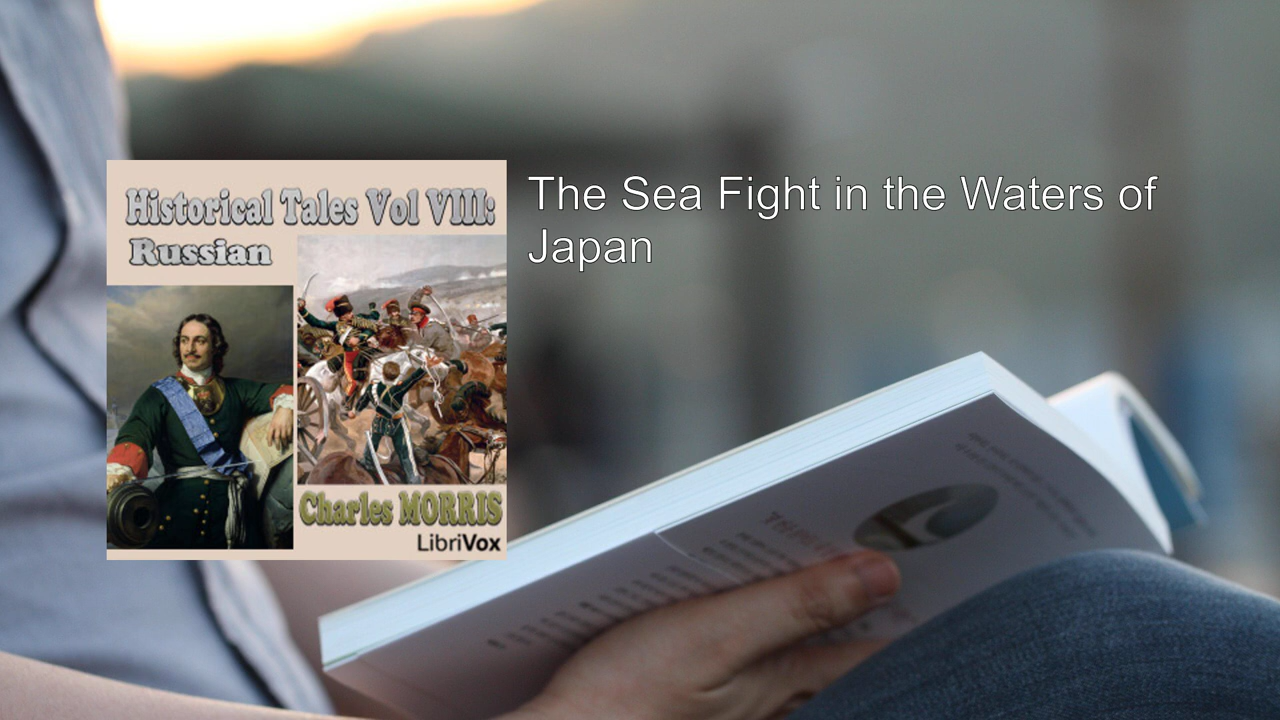 Historical Tales Vol VIII:
Russian
Charles MORRIS
LibriVox
The Sea Fight in the Waters of
Japan